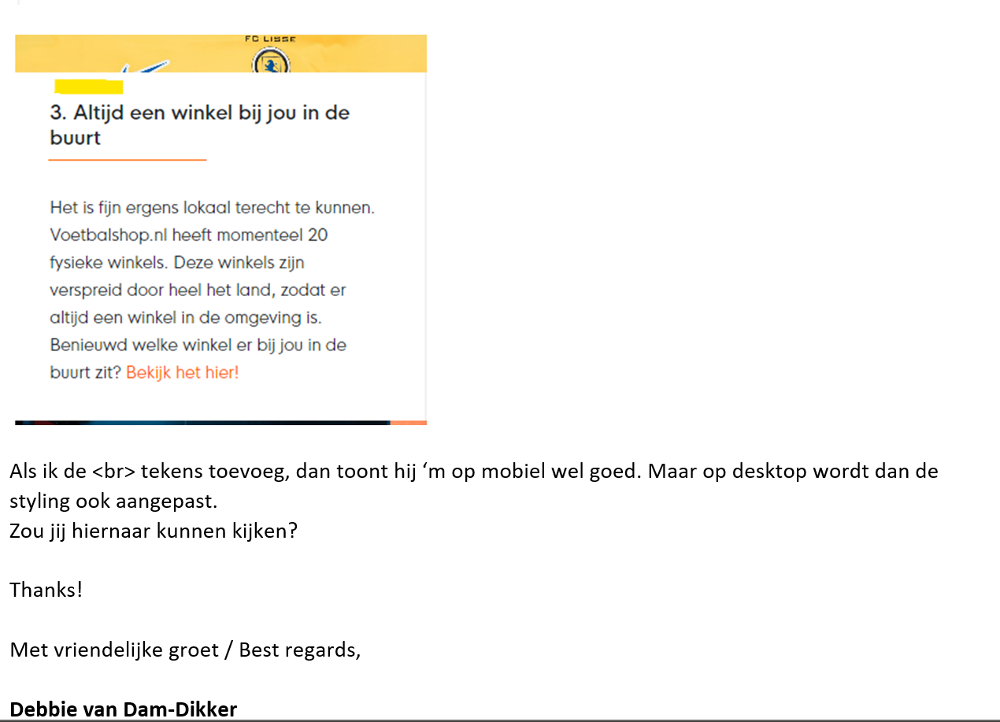 FC LISSE
3. Altijd een winkel bij jou in de
buurt
Het is fijn ergens lokaal terecht te kunnen.
Voetbalshop.nl heeft momenteel 20
fysieke winkels. Deze winkels zijn
verspreid door heel het land, zodat er
altijd een winkel in de omgeving is.
Benieuwd welke winkel er bij jou in de
buurt zit? Bekijk het hier!
Als ik de <br> tekens toevoeg, dan toont hij ‘m op mobiel wel goed. Maar op desktop wordt dan de
styling ook aangepast.
Zou jij hiernaar kunnen kijken?
Thanks!
Met vriendelijke groet / Best regards,
Debbie van Dam-Dikker